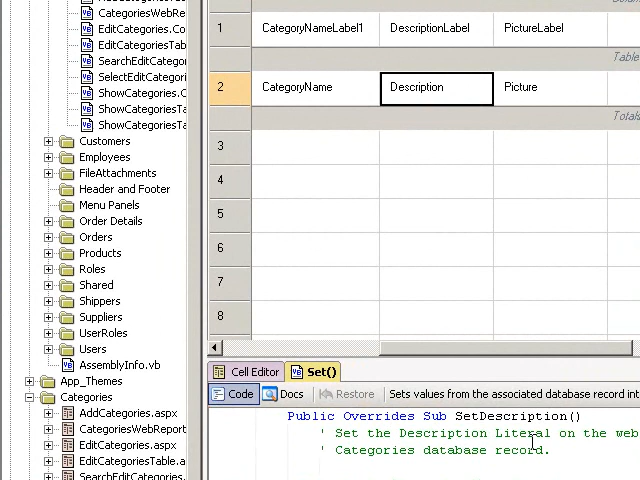 CategoriesWebRe
EditCategories.Co
EditCategoriesTab
SearchEditCategor
SelectEditCategori
ShowCategories.C
ShowCategoriesTa
ShowCategoriesTa
Customers
Employees
FileAttachments
Header and Footer
Menu Panels
Order Details
Orders
Products
Roles
Shared
Shippers
Suppliers
UserRoles
Users
AssemblyInfo.vb
App_Themes
Categories
AddCategories.aspx
CategoriesWebReport
EditCategories.aspx
EditCategoriesTable.a
SearchEditCategories
1 CategoryNameLabel1 DescriptionLabel PictureLabel
Table
2 CategoryName Description Picture
Totals
3
4
5
6
7
8
Cell Editor Set()
Code Docs Restore Sets values from the associated database record int
Public Overrides Sub SetDescription()
' Set the Description Literal on the web
' Categories database record.